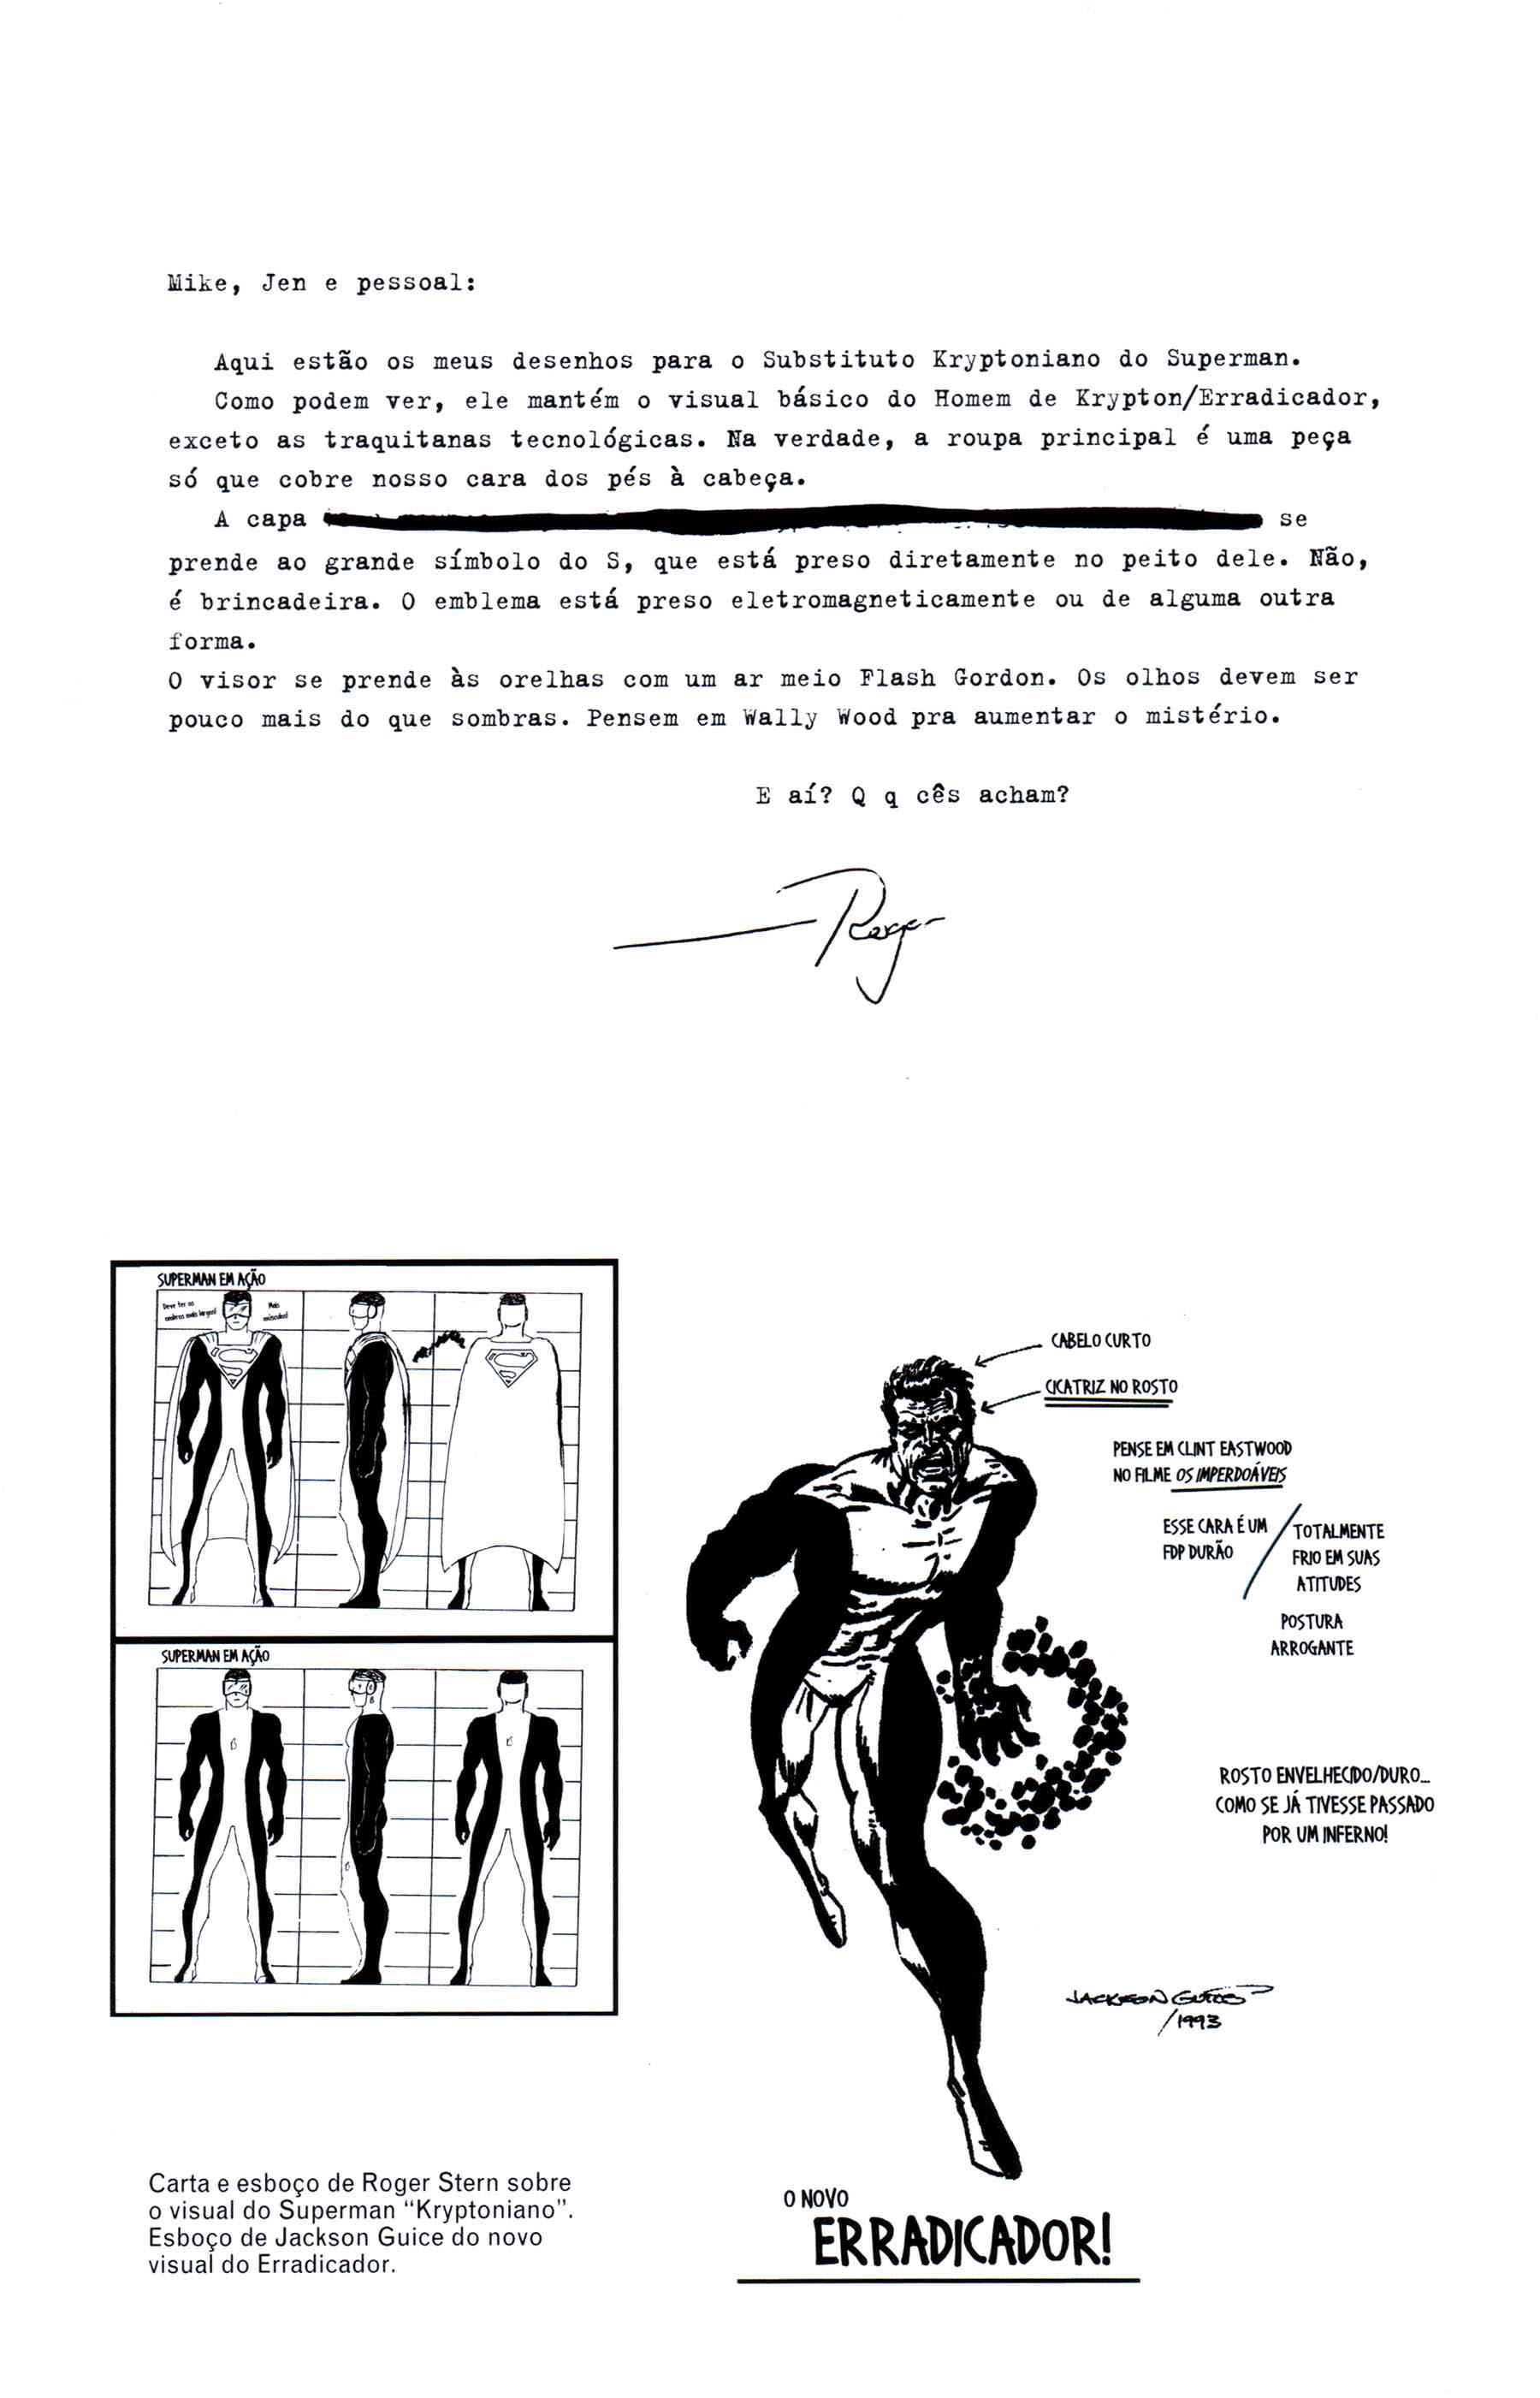 Mike, Jen e pessoal:
Aqui estão os meus desenhos para o Substituto Kryptoniano do Superman.
Como podem ver, ele mantém o visual básico do Homem de Krypton/Erradicador,
exceto as traquitanas tecnológicas. Na verdade, a roupa principal é uma peça
só que cobre nosso cara dos pés à cabeça.
A capa se
prende ao grande símbolo do S, que está preso diretamente no peito dele. Não,
é brincadeira. O emblema está preso eletromagneticamente ou de alguma outra
forma.
O visor se prende às orelhas com um ar meio Flash Gordon. Os olhos devem ser
pouco mais do que sombras. Pensem em Wally Wood pra aumentar o mistério.
E aí? Q q cês acham?
Roger
SUPERMAN EM AÇÃO
Deve ter os
ombros mais largos!
Mais
musculoso!
S
S
SUPERMAN EM AÇÃO
CABELO CURTO
CICATRIZ NO ROSTO
PENSE EM CLINT EASTWOOD
NO FILME OS IMPERDOÁVEIS
ESSE CARA É UM
FDP DURÃO
TOTALMENTE
FRIO EM SUAS
ATITUDES
POSTURA
ARROGANTE
ROSTO ENVELHECIDO/DURO...
COMO SE JÁ TIVESSE PASSADO
POR UM INFERNO!
JACKSON GUICE
/1993
O NOVO
ERRADICADOR!
Carta e esboço de Roger Stern sobre
o visual do Superman "Kryptoniano".
Esboço de Jackson Guice do novo
visual do Erradicador.